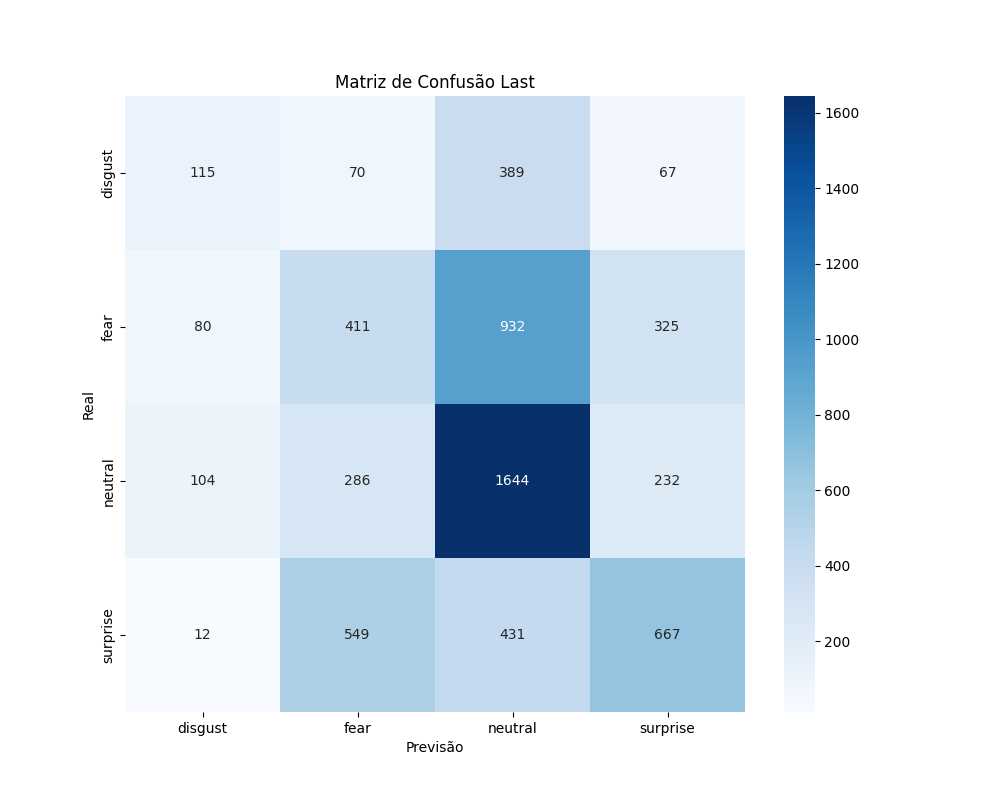 Matriz de Confusão Last
Real
disgust 115 70 389 67
fear 80 411 932 325
neutral 104 286 1644 232
surprise 12 549 431 667
disgust fear neutral surprise
Previsão
1600
1400
1200
1000
800
600
400
200